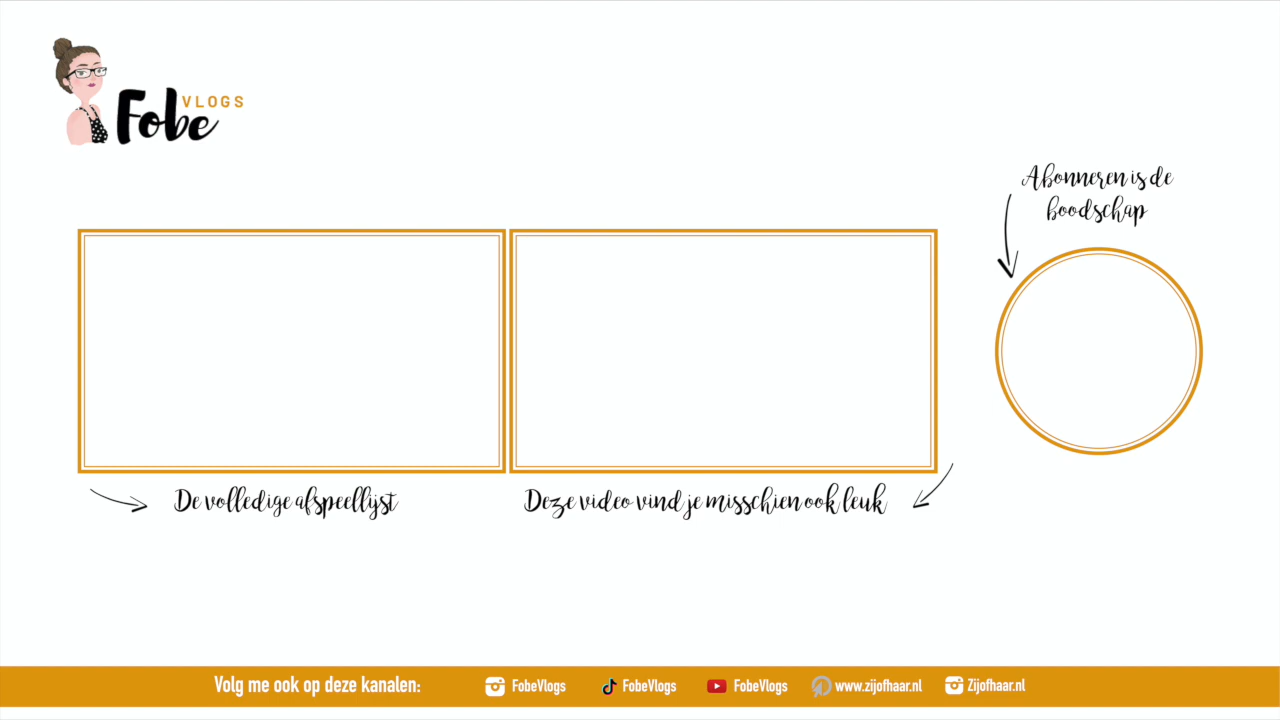 VLOGS
Fobe
Abonneren is de
boodschap
De volledige afspeellijst
Deze video vind je misschien ook leuk
Volg me ook op deze kanalen:
FobeVlogs
FobeVlogs
FobeVlogs
www.zijofhaar.nl
Zijofhaar.nl